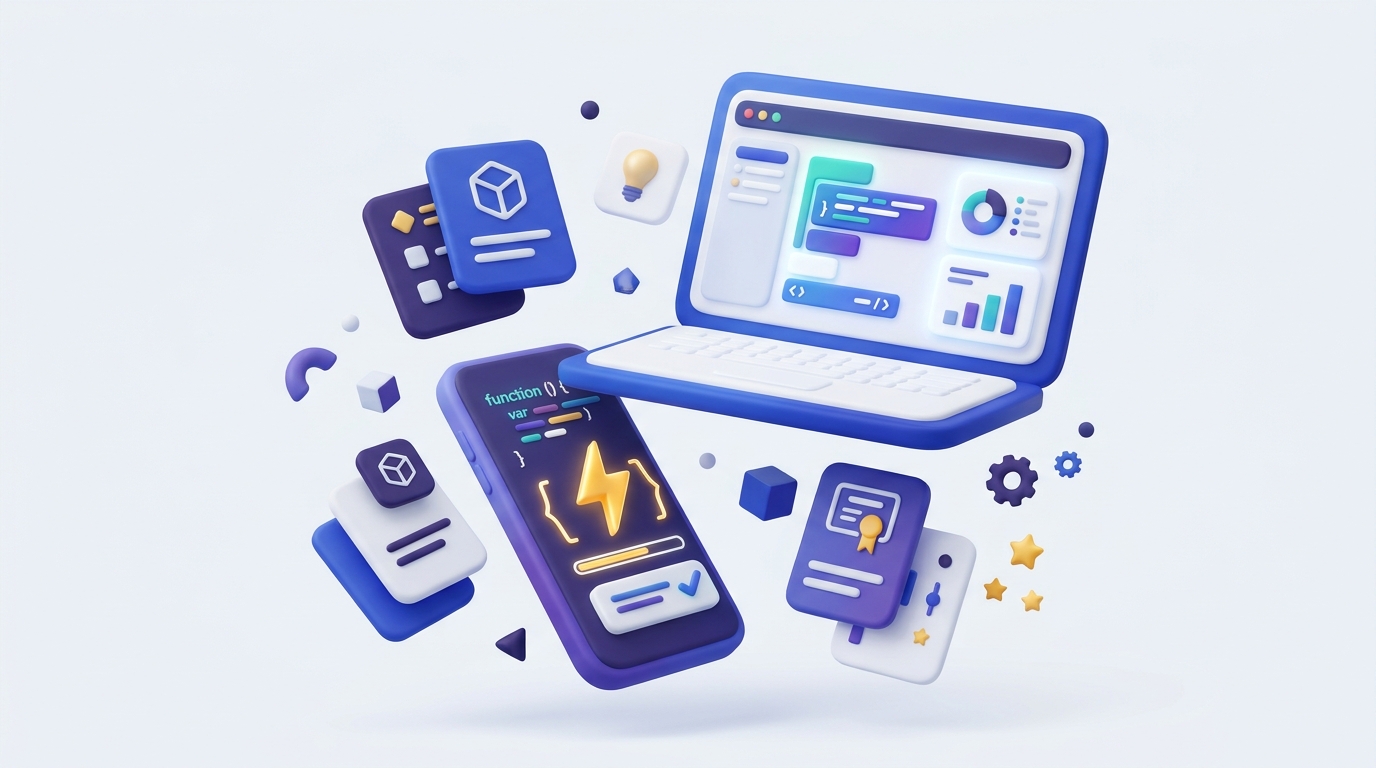 function () {
var )
}
{ }
}
<> </>